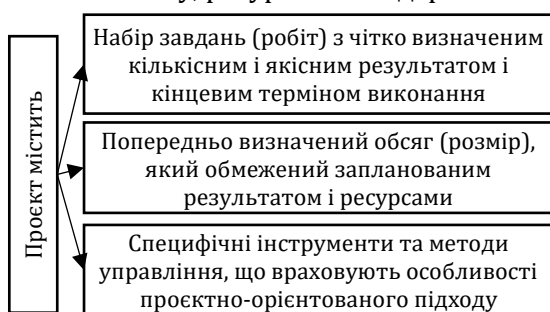 Проєкт містить
Набір завдань (робіт) з чітко визначеним
кількісним і якісним результатом і
кінцевим терміном виконання
Попередньо визначений обсяг (розмір),
який обмежений запланованим
результатом і ресурсами
Специфічні інструменти та методи
управління, що враховують особливості
проєктно-орієнтованого підходу